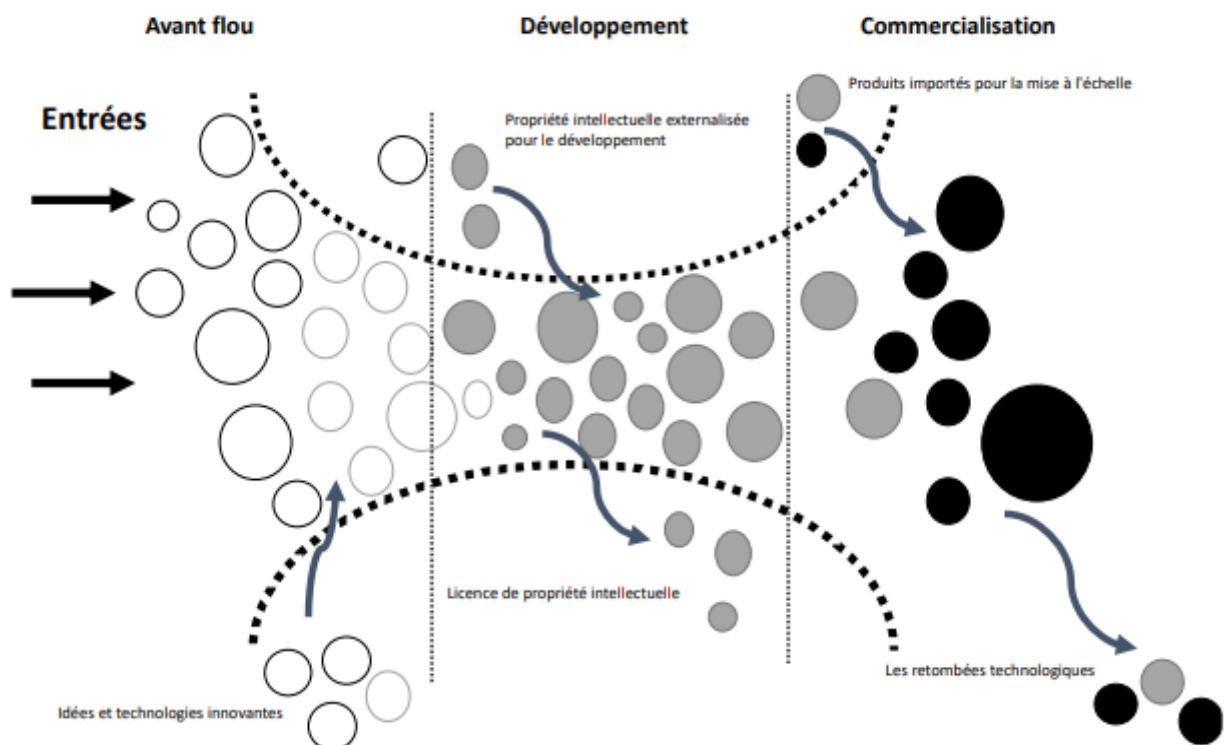 Avant flou
Développement
Commercialisation
Produits importés pour la mise à l'échelle
Entrées
Propriété intellectuelle externalisée
pour le développement
Licence de propriété intellectuelle
Les retombées technologiques
Idées et technologies innovantes